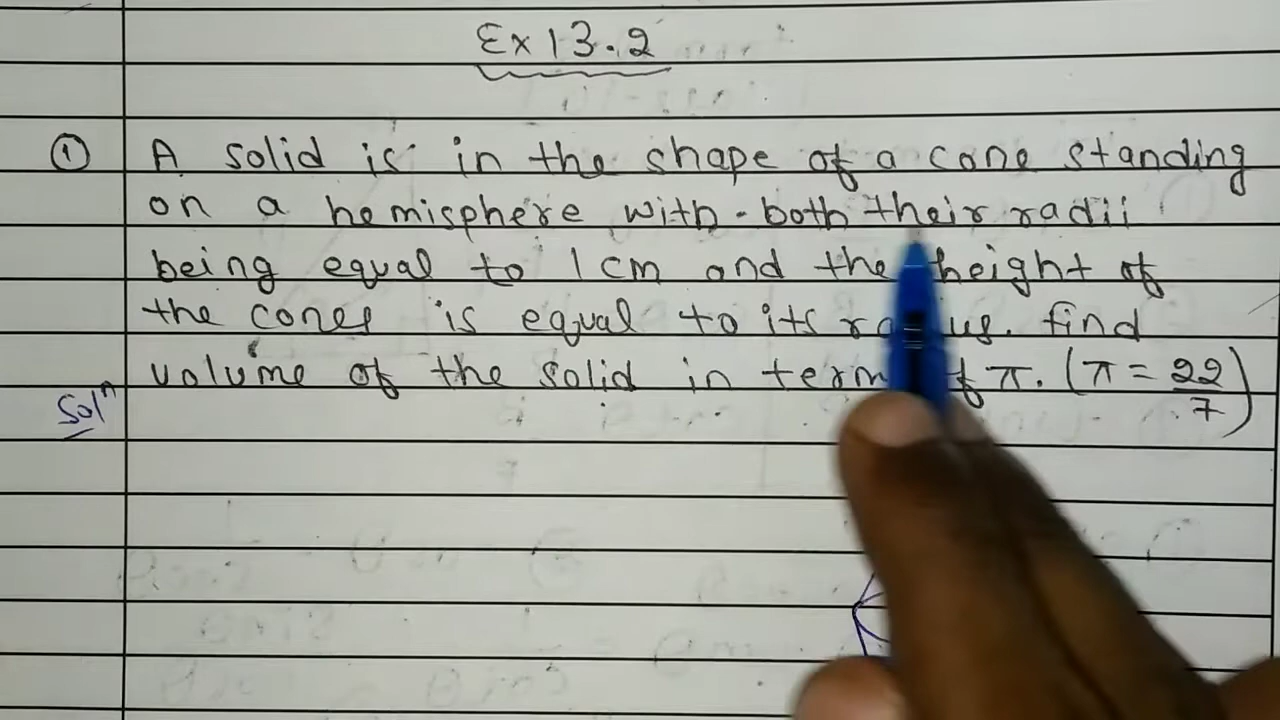 Ex 13.2
① A solid is in the shape of a cone standing
on a hemisphere with both their radii
being equal to 1 cm and the height of
the cones is equal to its. find
volume of the solid in π. (π = 22/7)
Solⁿ